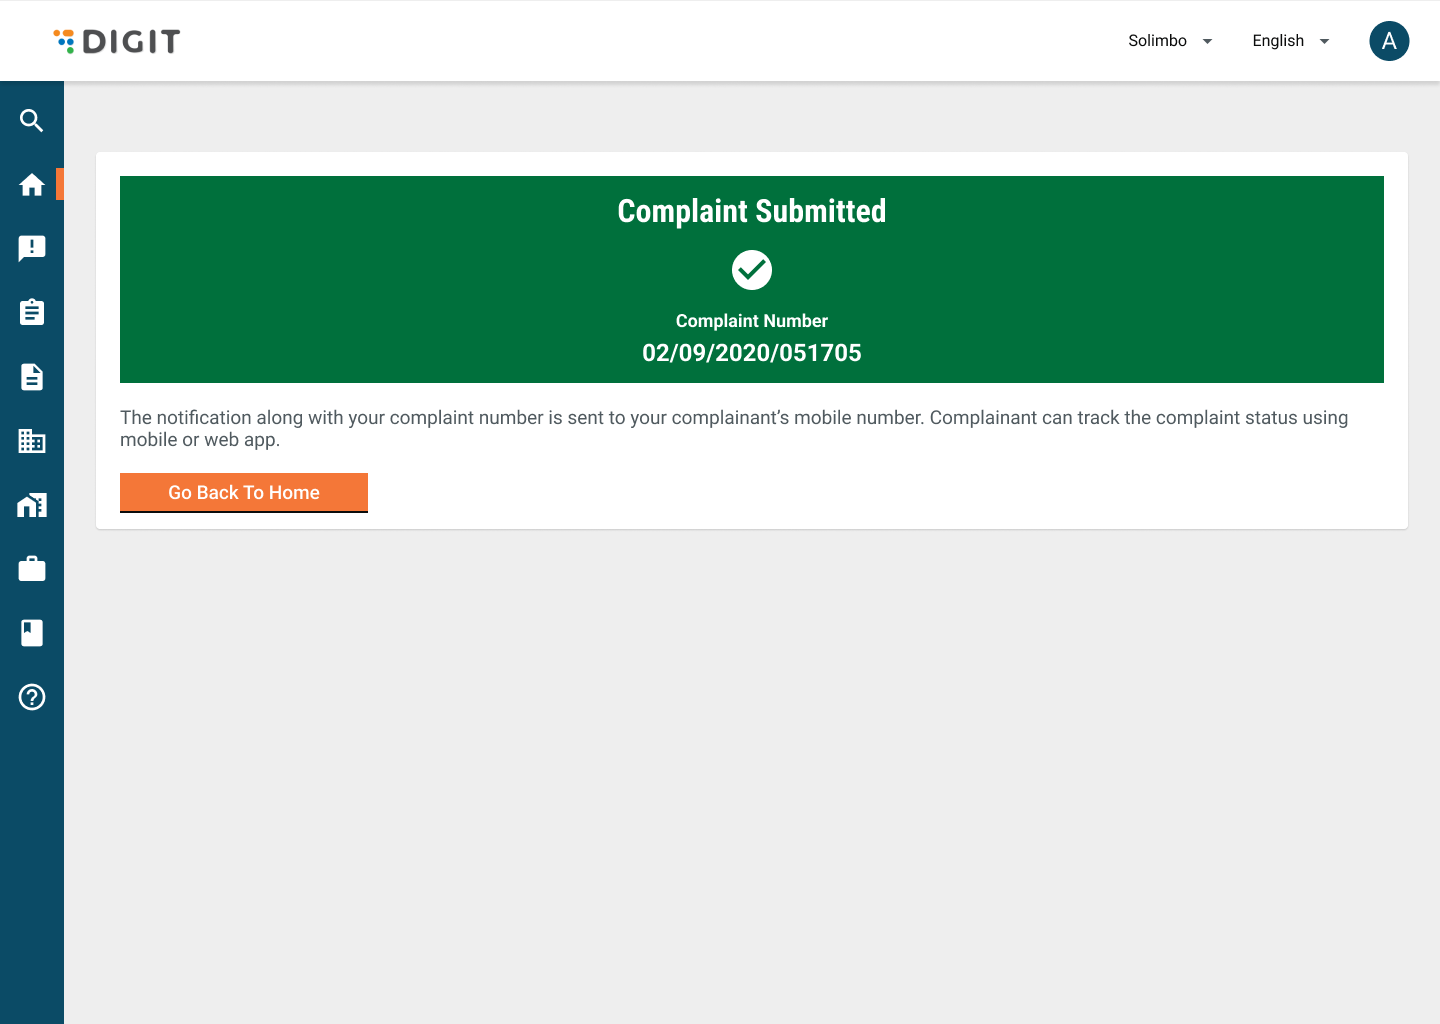 DIGIT
Solimbo
English
A
Complaint Submitted
Complaint Number
02/09/2020/051705
The notification along with your complaint number is sent to your complainant’s mobile number. Complainant can track the complaint status using
mobile or web app.
Go Back To Home